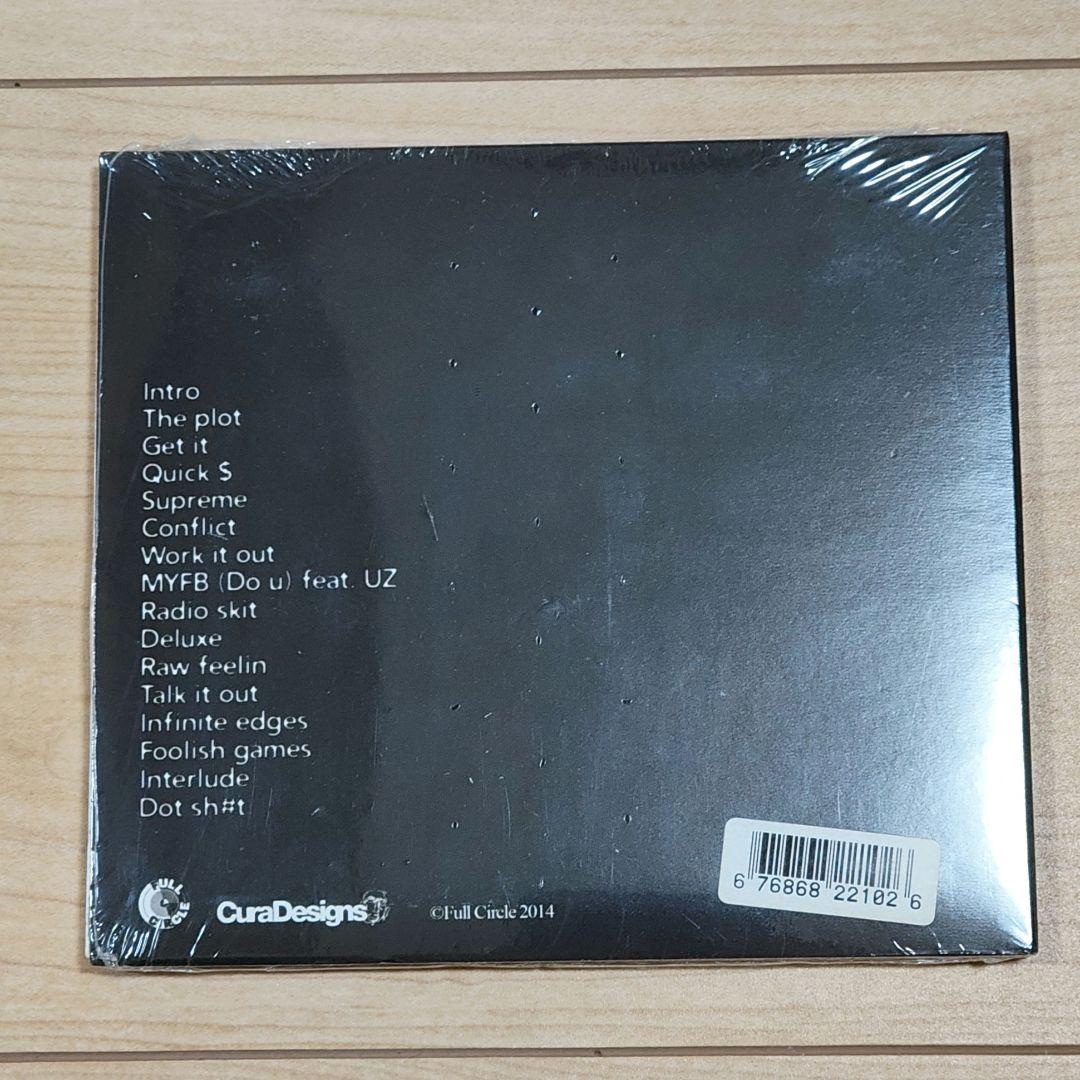 Intro
The plot
Get it
Quick $
Supreme
Conflict
Work it out
MYFB (Do u) feat. UZ
Radio skit
Deluxe
Raw feelin
Talk it out
Infinite edges
Foolish games
Interlude
Dot sh#t
FULL CIRCLE
CuraDesigns
©Full Circle 2014
6 76868 22102 6